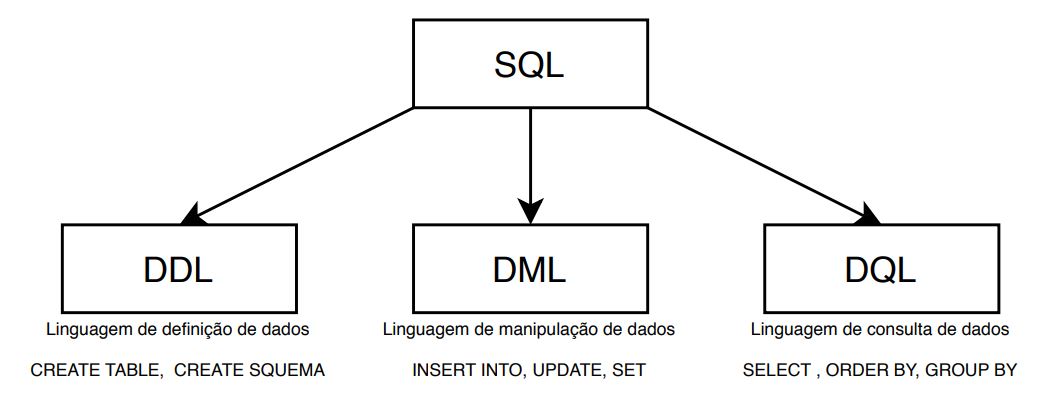 SQL
DDL
DML
DQL
Linguagem de definição de dados
Linguagem de manipulação de dados
Linguagem de consulta de dados
CREATE TABLE,  CREATE SQUEMA
INSERT INTO, UPDATE, SET
SELECT , ORDER BY, GROUP BY